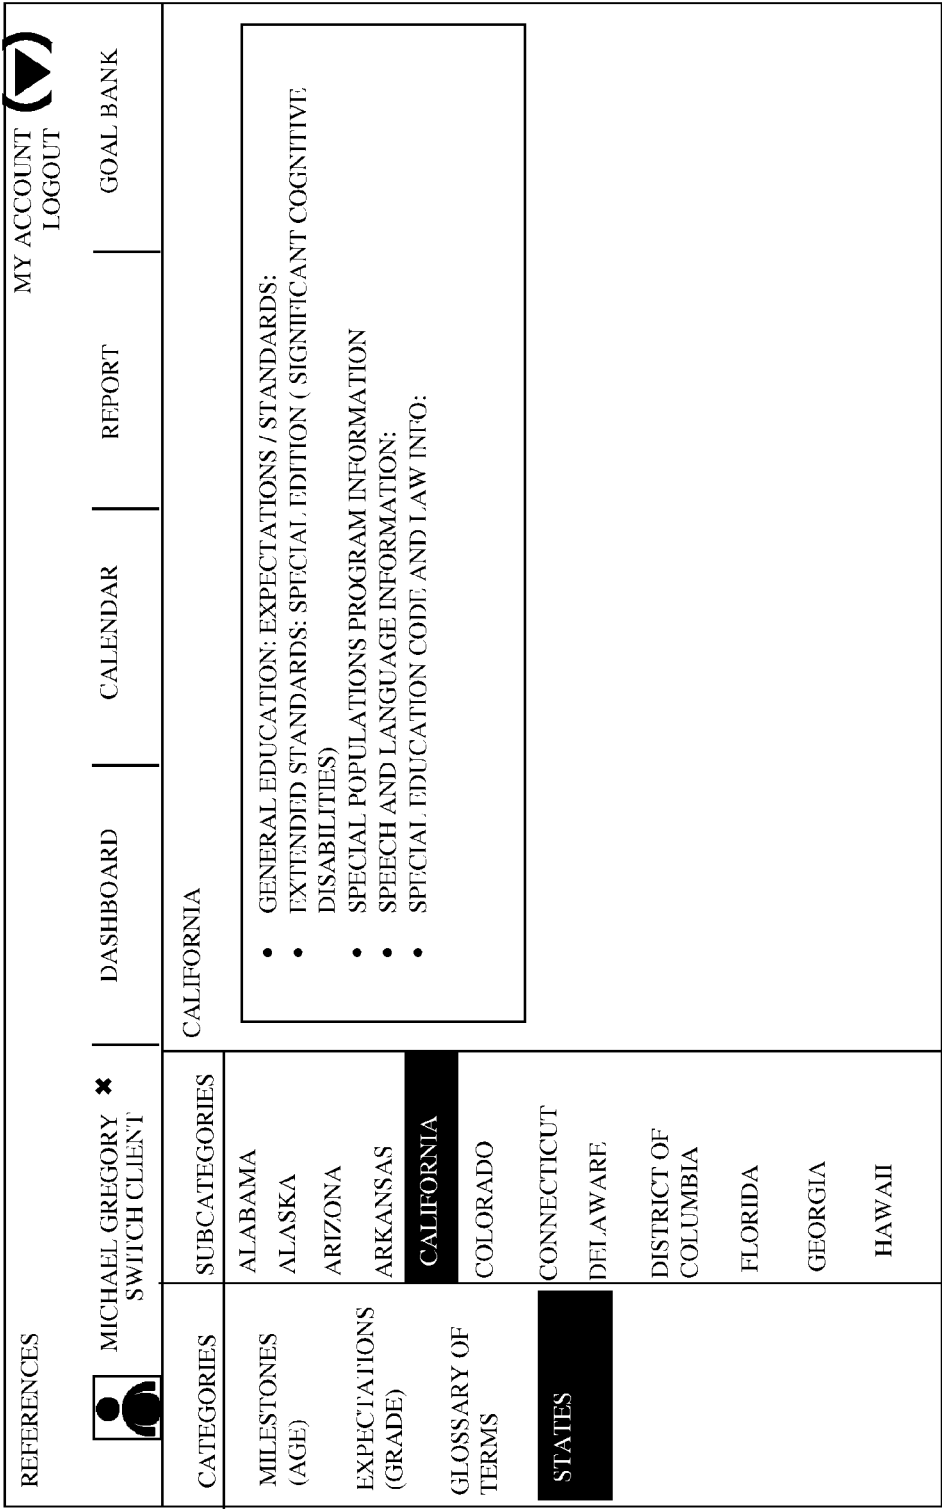 REFERENCES
MY ACCOUNT
LOGOUT
MICHAEL GREGORY ✖
SWITCH CLIENT
DASHBOARD
CALENDAR
REPORT
GOAL BANK
CATEGORIES
MILESTONES
(AGE)
EXPECTATIONS
(GRADE)
GLOSSARY OF
TERMS
STATES
SUBCATEGORIES
ALABAMA
ALASKA
ARIZONA
ARKANSAS
CALIFORNIA
COLORADO
CONNECTICUT
DELAWARE
DISTRICT OF
COLUMBIA
FLORIDA
GEORGIA
HAWAII
CALIFORNIA
• GENERAL EDUCATION: EXPECTATIONS / STANDARDS:
• EXTENDED STANDARDS: SPECIAL EDITION ( SIGNIFICANT COGNITIVE
DISABILITIES)
• SPECIAL POPULATIONS PROGRAM INFORMATION
• SPEECH AND LANGUAGE INFORMATION:
• SPECIAL EDUCATION CODE AND LAW INFO: